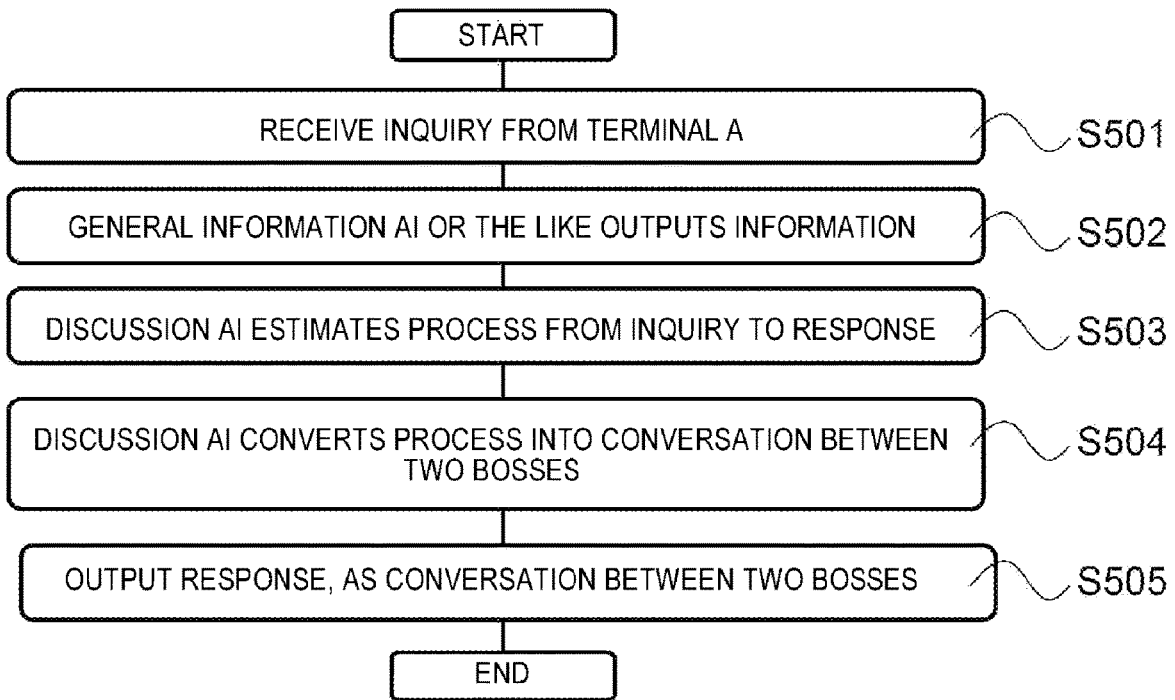 START
RECEIVE INQUIRY FROM TERMINAL A
S501
GENERAL INFORMATION AI OR THE LIKE OUTPUTS INFORMATION
S502
DISCUSSION AI ESTIMATES PROCESS FROM INQUIRY TO RESPONSE
S503
DISCUSSION AI CONVERTS PROCESS INTO CONVERSATION BETWEEN
TWO BOSSES
S504
OUTPUT RESPONSE, AS CONVERSATION BETWEEN TWO BOSSES
S505
END